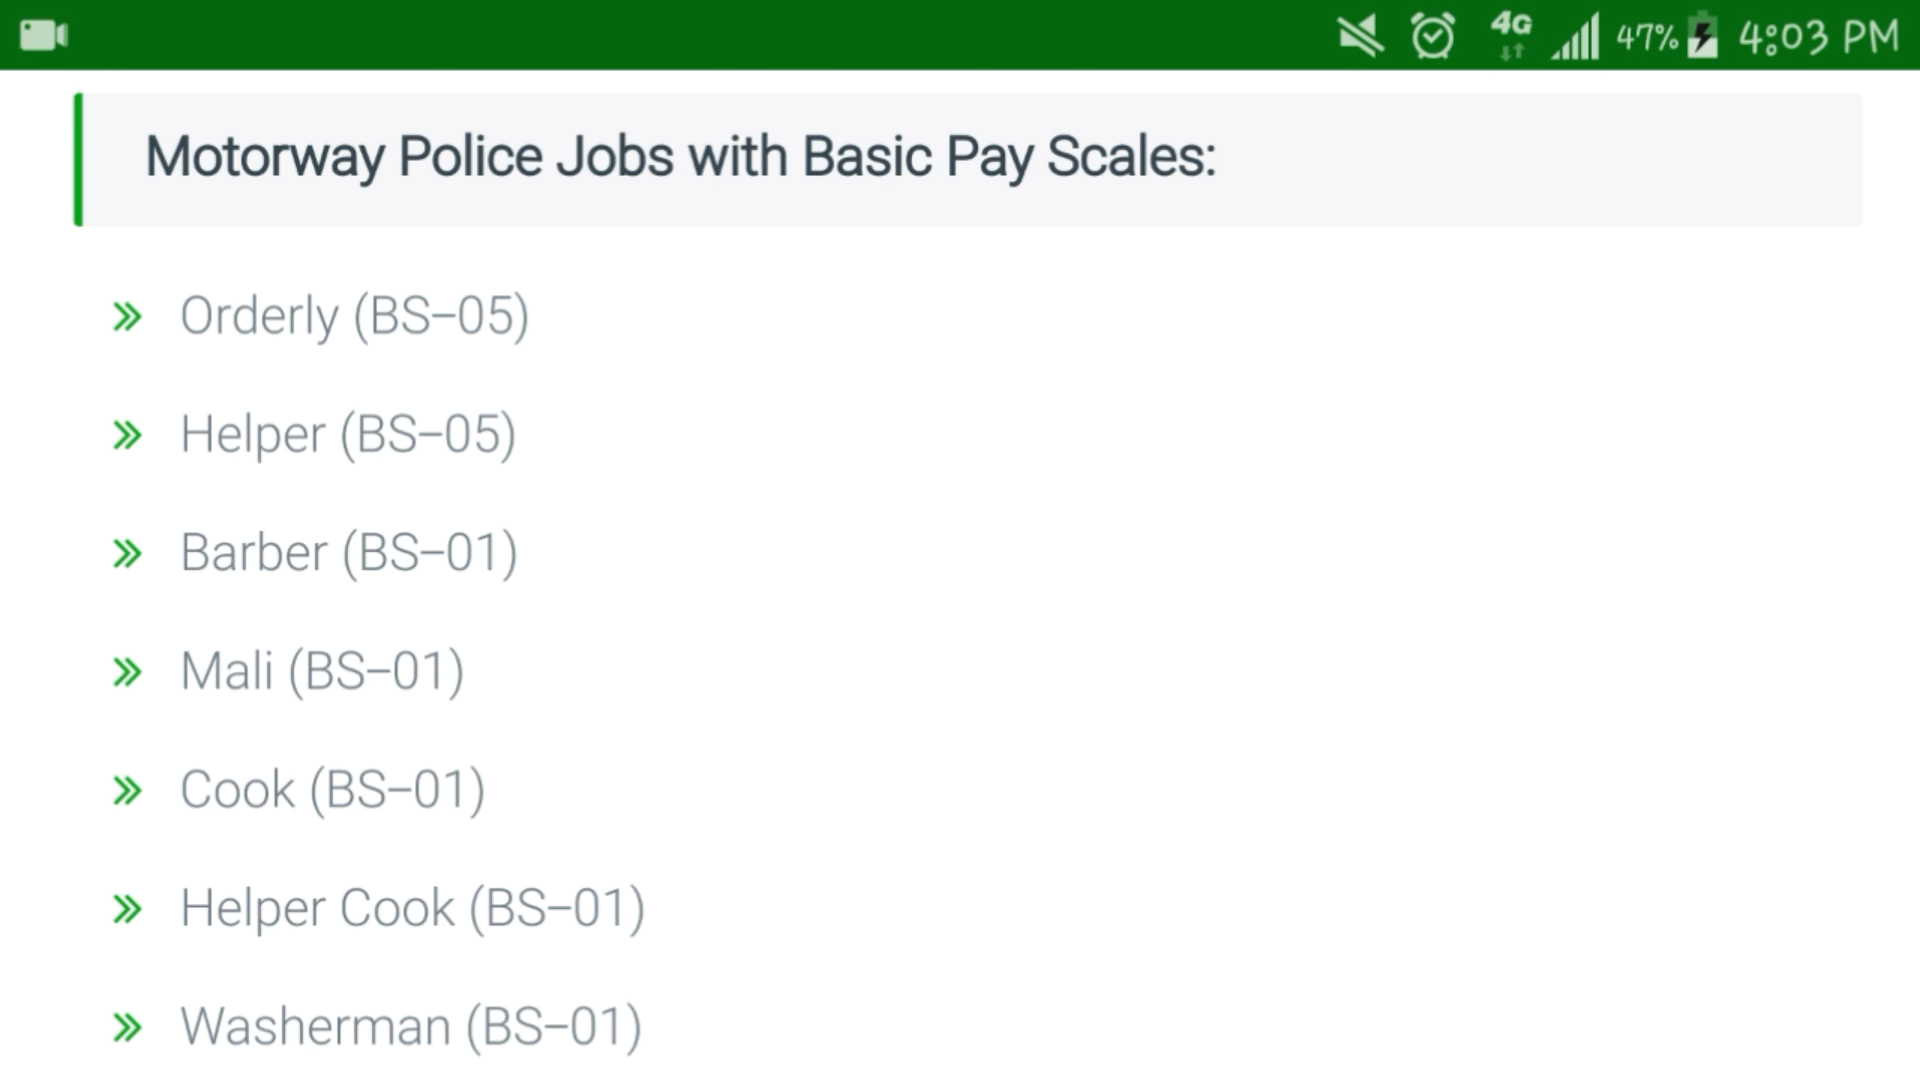 4G 47% 4:03 PM
Motorway Police Jobs with Basic Pay Scales:
» Orderly (BS–05)
» Helper (BS–05)
» Barber (BS–01)
» Mali (BS–01)
» Cook (BS–01)
» Helper Cook (BS–01)
» Washerman (BS–01)